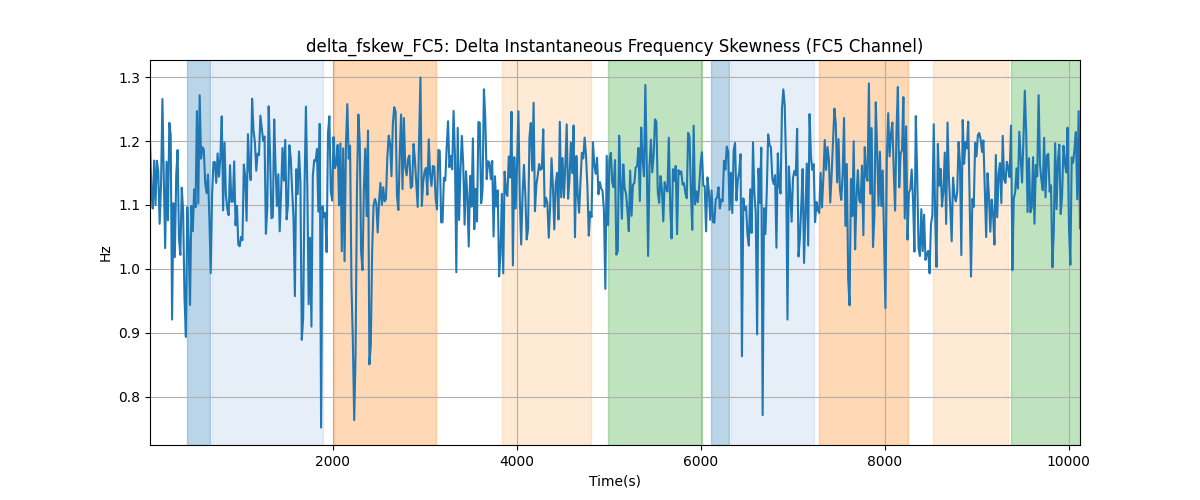 delta_fskew_FC5: Delta Instantaneous Frequency Skewness (FC5 Channel)
1.3
1.2
1.1
1.0
0.9
0.8
Hz
2000 4000 6000 8000 10000
Time(s)